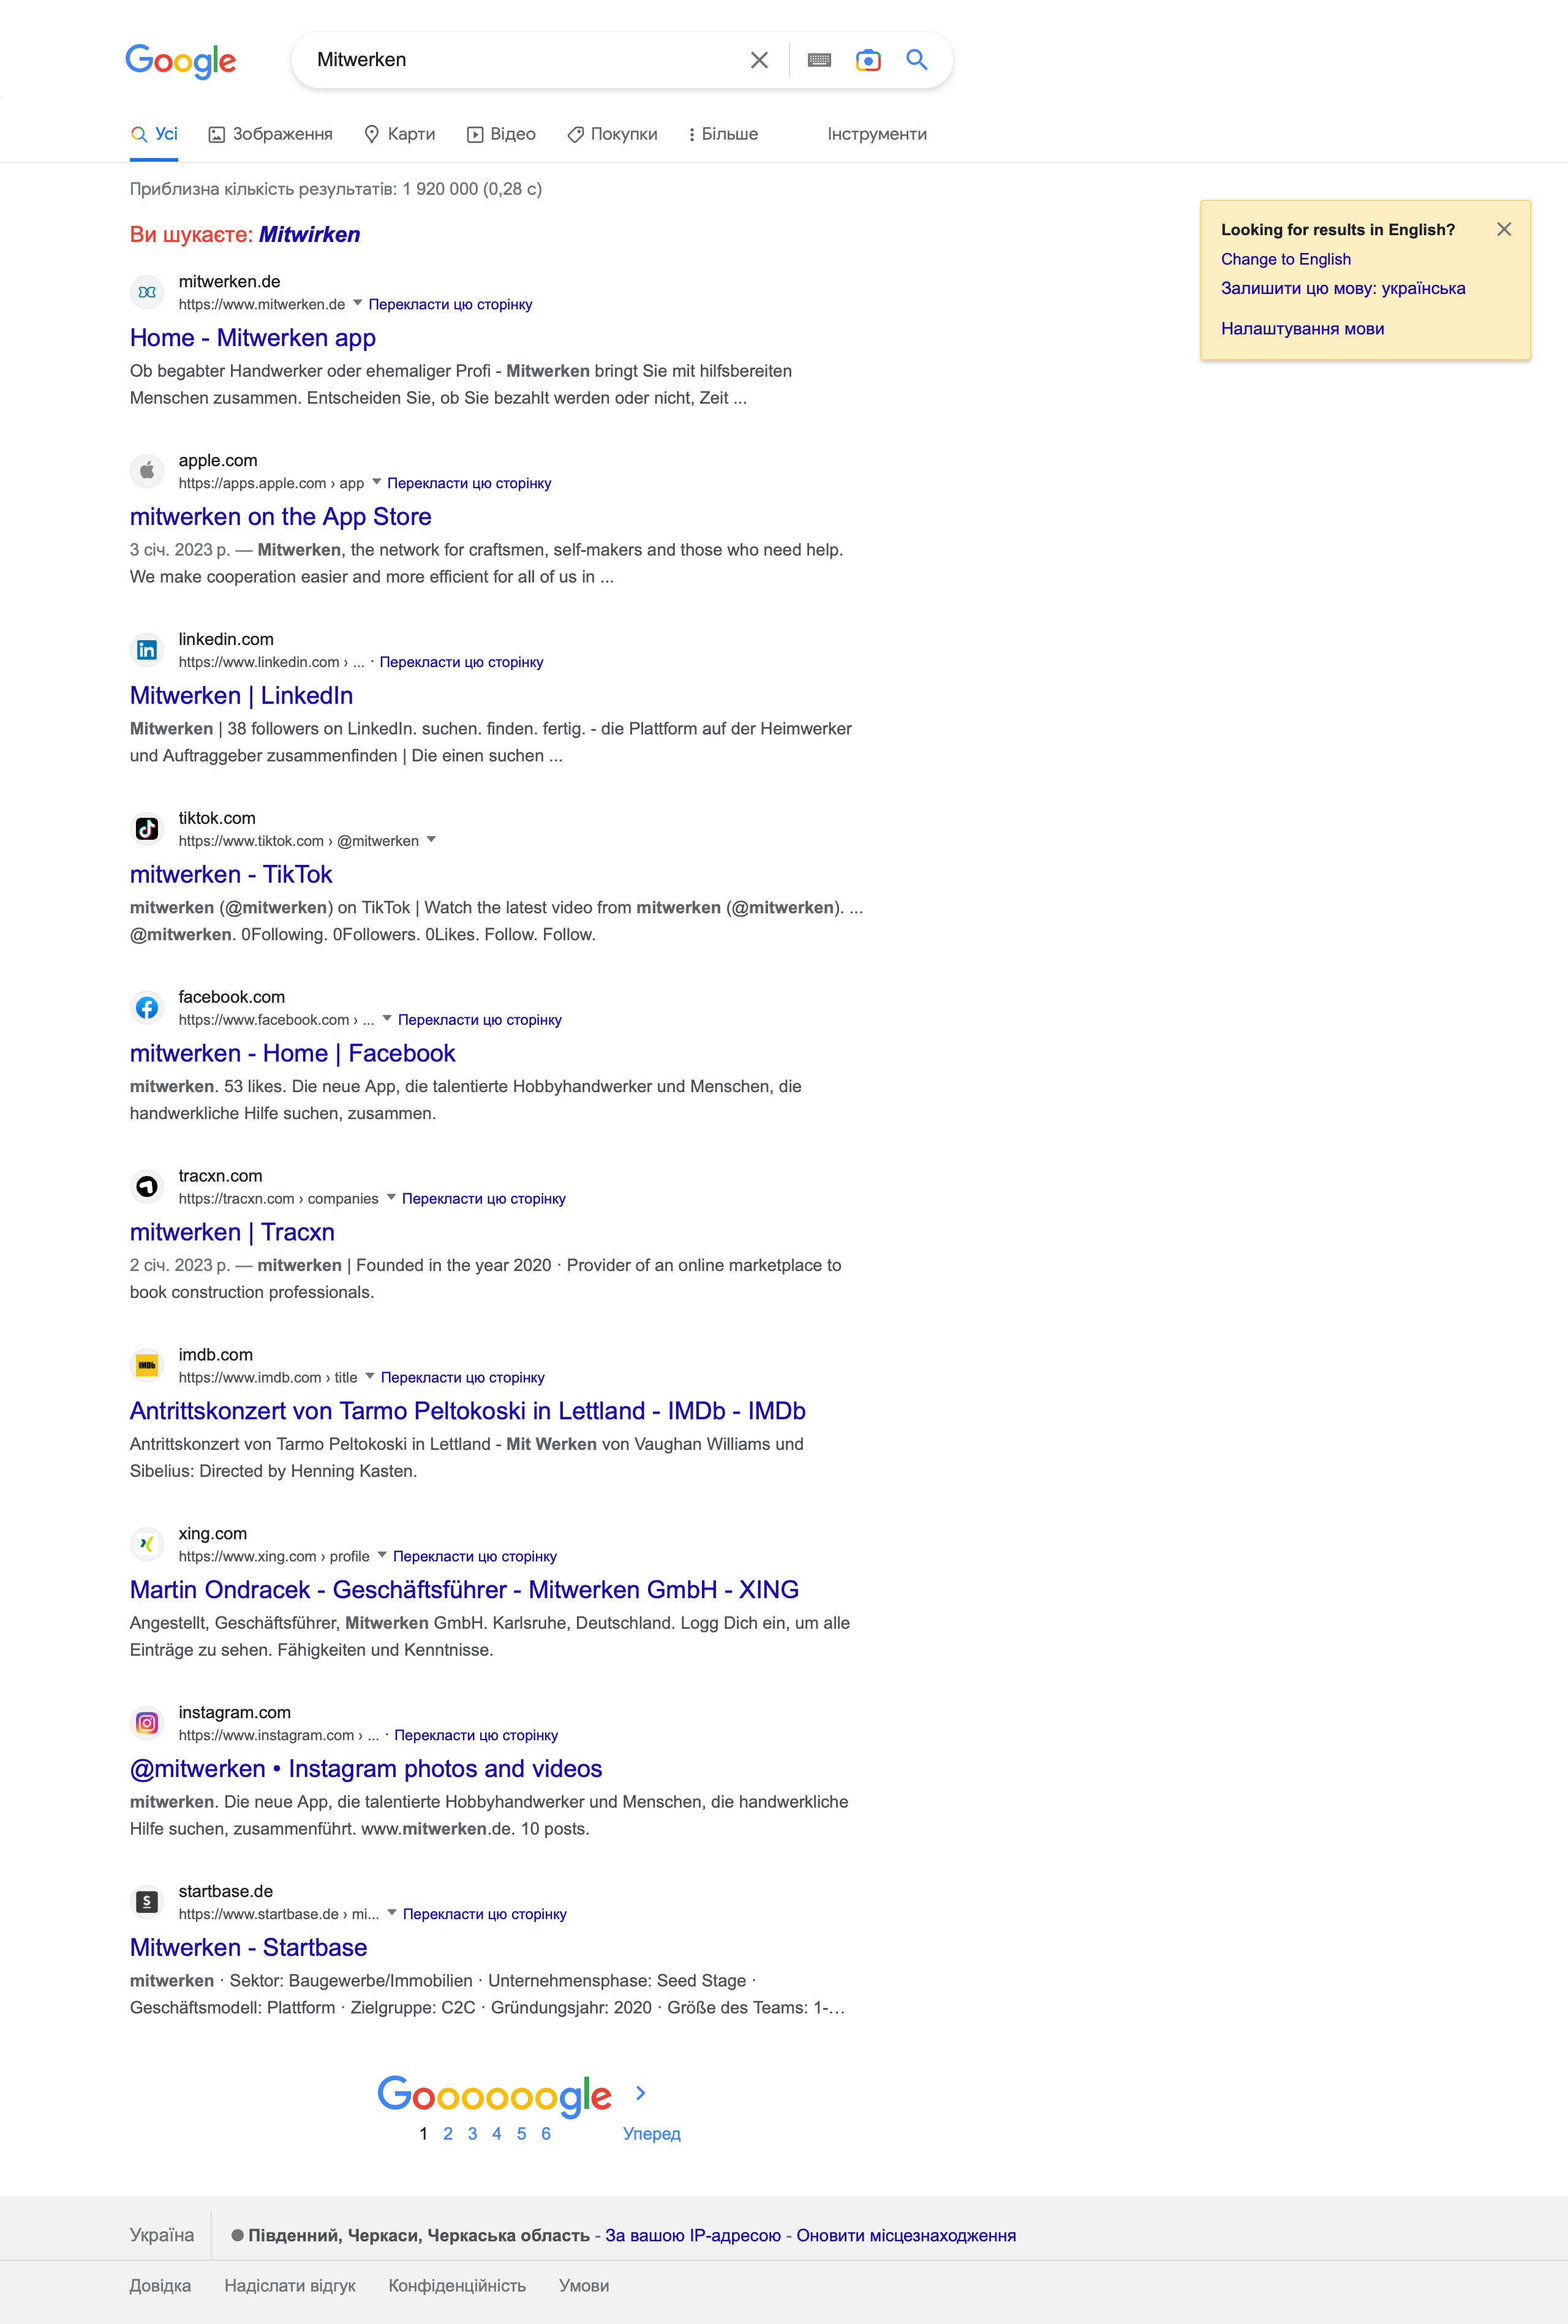 Google
Mitwerken
Усі
Зображення
Карти
Відео
Покупки
Більше
Інструменти
Приблизна кількість результатів: 1 920 000 (0,28 с)
Ви шукаєте: Mitwirken
Looking for results in English?
Change to English
Залишити цю мову: українська
Налаштування мови
mitwerken.de
https://www.mitwerken.de Перекласти цю сторінку
Home - Mitwerken app
Ob begabter Handwerker oder ehemaliger Profi - Mitwerken bringt Sie mit hilfsbereiten
Menschen zusammen. Entscheiden Sie, ob Sie bezahlt werden oder nicht, Zeit ...
apple.com
https://apps.apple.com › app Перекласти цю сторінку
mitwerken on the App Store
3 січ. 2023 р. — Mitwerken, the network for craftsmen, self-makers and those who need help.
We make cooperation easier and more efficient for all of us in ...
linkedin.com
https://www.linkedin.com › ... · Перекласти цю сторінку
Mitwerken | LinkedIn
Mitwerken | 38 followers on LinkedIn. suchen. finden. fertig. - die Plattform auf der Heimwerker
und Auftraggeber zusammenfinden | Die einen suchen ...
tiktok.com
https://www.tiktok.com › @mitwerken
mitwerken - TikTok
mitwerken (@mitwerken) on TikTok | Watch the latest video from mitwerken (@mitwerken). ...
@mitwerken. 0Following. 0Followers. 0Likes. Follow. Follow.
facebook.com
https://www.facebook.com › ... Перекласти цю сторінку
mitwerken - Home | Facebook
mitwerken. 53 likes. Die neue App, die talentierte Hobbyhandwerker und Menschen, die
handwerkliche Hilfe suchen, zusammen.
tracxn.com
https://tracxn.com › companies Перекласти цю сторінку
mitwerken | Tracxn
2 січ. 2023 р. — mitwerken | Founded in the year 2020 · Provider of an online marketplace to
book construction professionals.
IMDb
imdb.com
https://www.imdb.com › title Перекласти цю сторінку
Antrittskonzert von Tarmo Peltokoski in Lettland - IMDb - IMDb
Antrittskonzert von Tarmo Peltokoski in Lettland - Mit Werken von Vaughan Williams und
Sibelius: Directed by Henning Kasten.
xing.com
https://www.xing.com › profile Перекласти цю сторінку
Martin Ondracek - Geschäftsführer - Mitwerken GmbH - XING
Angestellt, Geschäftsführer, Mitwerken GmbH. Karlsruhe, Deutschland. Logg Dich ein, um alle
Einträge zu sehen. Fähigkeiten und Kenntnisse.
instagram.com
https://www.instagram.com › ... · Перекласти цю сторінку
@mitwerken • Instagram photos and videos
mitwerken. Die neue App, die talentierte Hobbyhandwerker und Menschen, die handwerkliche
Hilfe suchen, zusammenführt. www.mitwerken.de. 10 posts.
startbase.de
https://www.startbase.de › mi... Перекласти цю сторінку
Mitwerken - Startbase
mitwerken · Sektor: Baugewerbe/Immobilien · Unternehmensphase: Seed Stage ·
Geschäftsmodell: Plattform · Zielgruppe: C2C · Gründungsjahr: 2020 · Größe des Teams: 1-...
Goooooogle
1 2 3 4 5 6 Уперед
Україна
Південний, Черкаси, Черкаська область - За вашою IP-адресою - Оновити місцезнаходження
Довідка Надіслати відгук Конфіденційність Умови